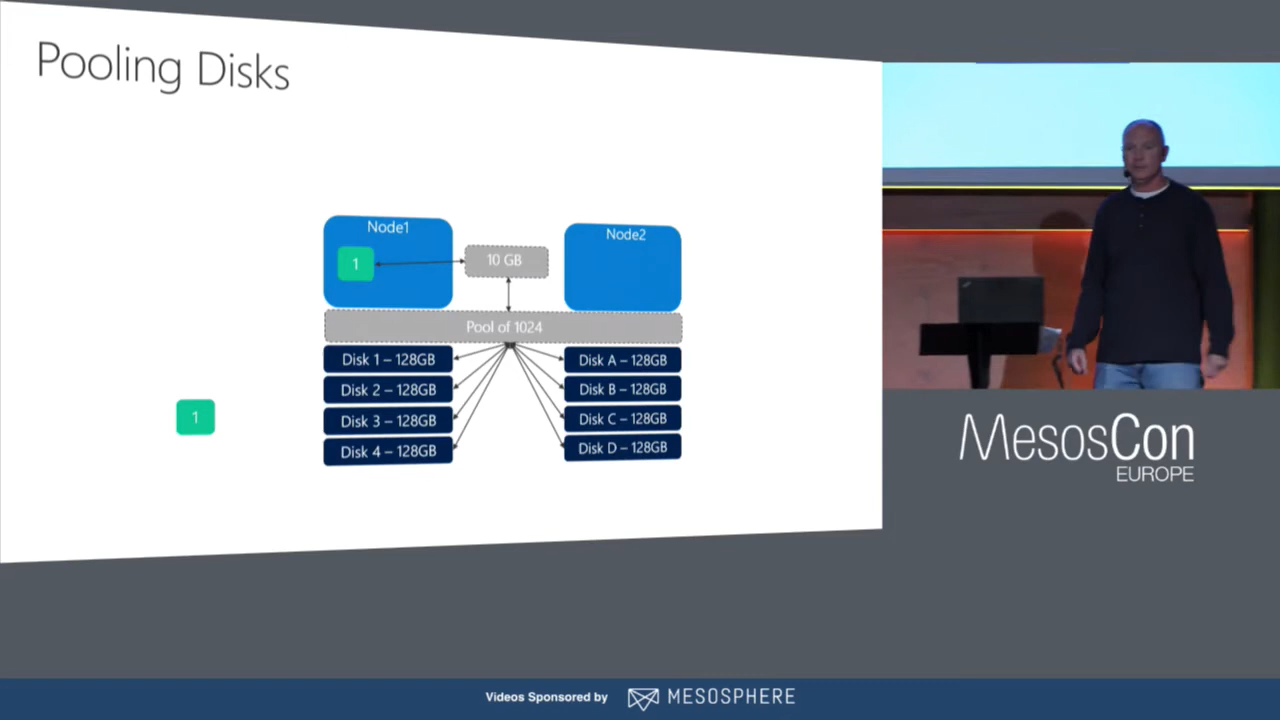 Pooling Disks
Node1
Node2
1
10 GB
Pool of 1024
Disk 1 – 128GB
Disk A – 128GB
Disk 2 – 128GB
Disk B – 128GB
Disk 3 – 128GB
Disk C – 128GB
Disk 4 – 128GB
Disk D – 128GB
1
MesosCon
EUROPE
Videos Sponsored by
MESOSPHERE